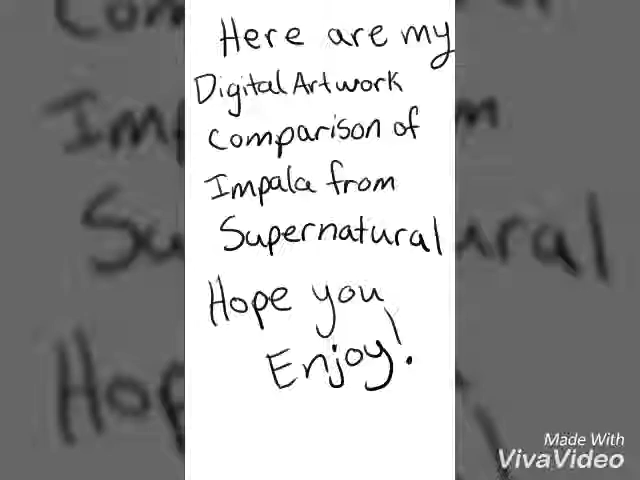 Here are my
Digital Artwork
Comparison of
Impala from
Supernatural
Hope you
Enjoy!
Made With
VivaVideo